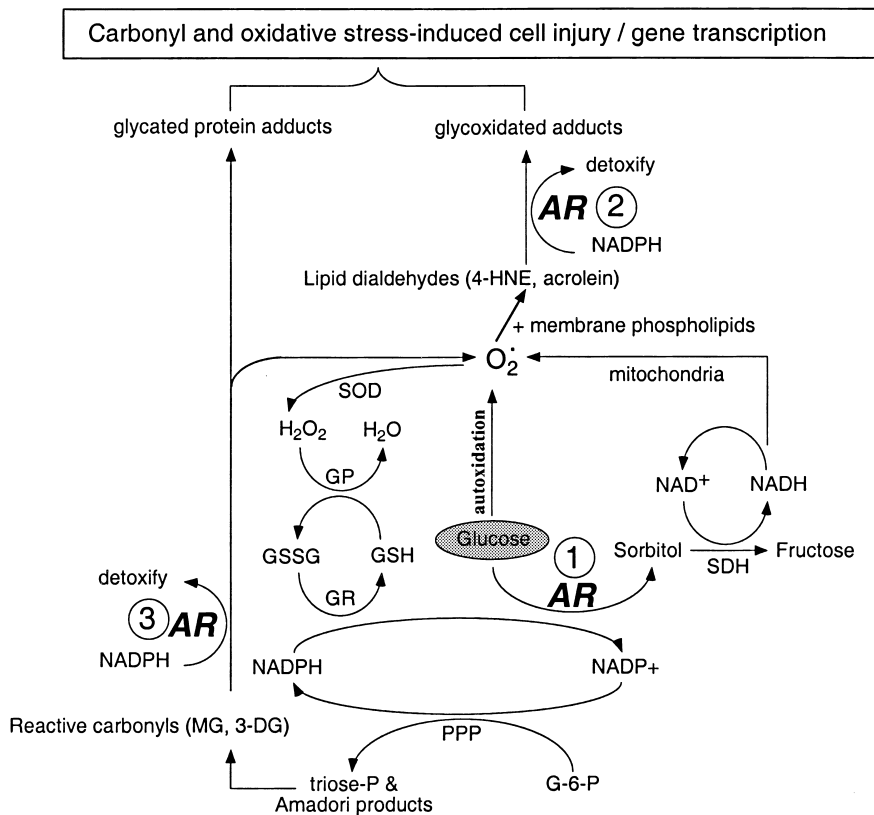 Carbonyl and oxidative stress-induced cell injury / gene transcription
glycated protein adducts
glycoxidated adducts
detoxify
AR 2
NADPH
Lipid dialdehydes (4-HNE, acrolein)
+ membrane phospholipids
O2·
mitochondria
SOD
H2O2
H2O
GP
autoxidation
NAD+
NADH
GSSG
GSH
Glucose
1
AR
Sorbitol
Fructose
SDH
GR
detoxify
3 AR
NADPH
NADPH
NADP+
Reactive carbonyls (MG, 3-DG)
PPP
triose-P &
Amadori products
G-6-P